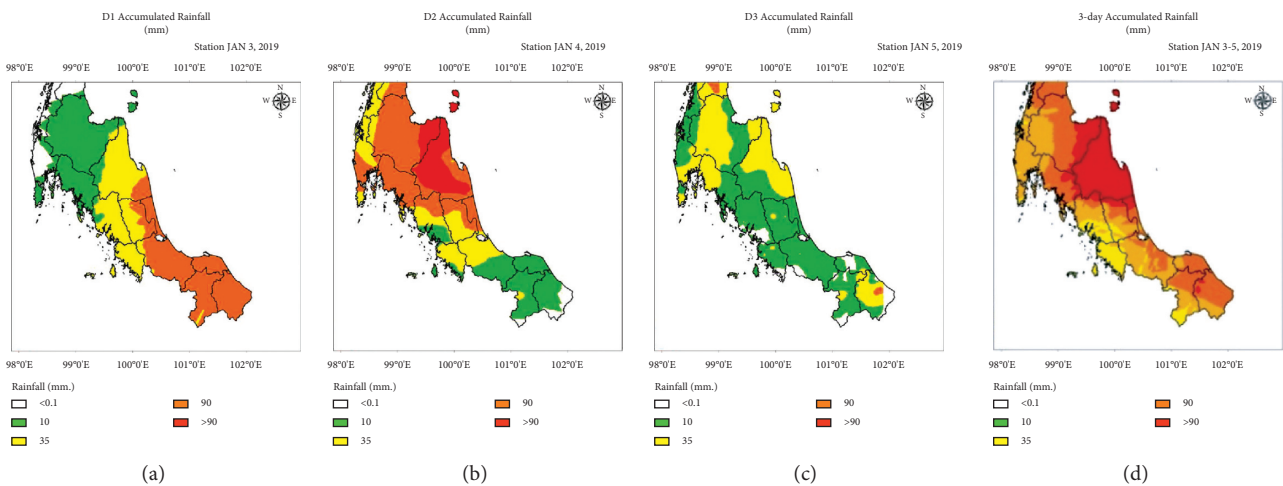 D1 Accumulated Rainfall
(mm)
Station JAN 3, 2019
98°0'E 99°0'E 100°0'E 101°0'E 102°0'E
N
W E
S
98°0'E 99°0'E 100°0'E 101°0'E 102°0'E
Rainfall (mm.)
<0.1
10
35
90
>90
(a)
D2 Accumulated Rainfall
(mm)
Station JAN 4, 2019
98°0'E 99°0'E 100°0'E 101°0'E 102°0'E
N
W E
S
98°0'E 99°0'E 100°0'E 101°0'E 102°0'E
Rainfall (mm.)
<0.1
10
35
90
>90
(b)
D3 Accumulated Rainfall
(mm)
Station JAN 5, 2019
98°0'E 99°0'E 100°0'E 101°0'E 102°0'E
N
W E
S
98°0'E 99°0'E 100°0'E 101°0'E 102°0'E
Rainfall (mm.)
<0.1
10
35
90
>90
(c)
3-day Accumulated Rainfall
(mm)
Station JAN 3-5, 2019
98°0'E 99°0'E 100°0'E 101°0'E 102°0'E
N
W E
S
98°0'E 99°0'E 100°0'E 101°0'E 102°0'E
Rainfall (mm.)
<0.1
10
35
90
>90
(d)